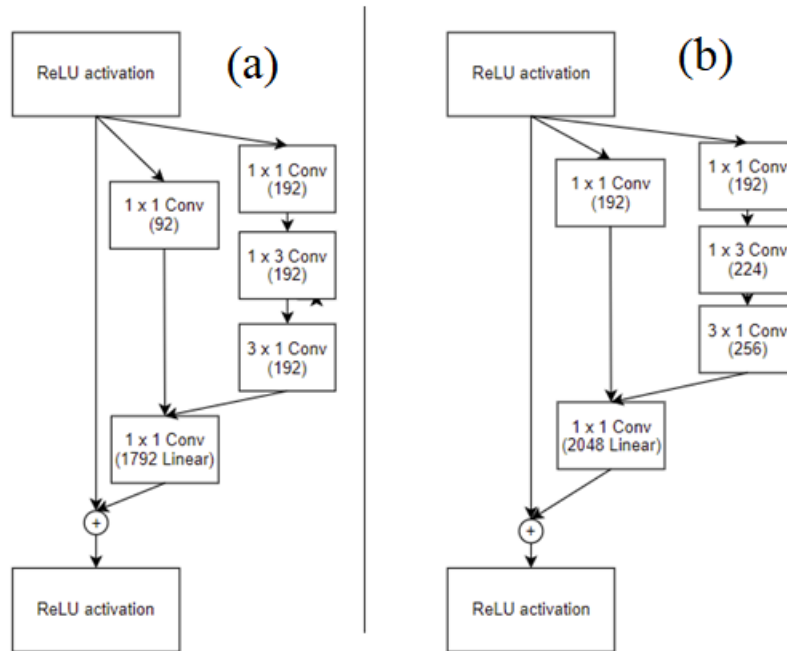 (a)
ReLU activation
1 x 1 Conv
(192)
1 x 1 Conv
(92)
1 x 3 Conv
(192)
3 x 1 Conv
(192)
1 x 1 Conv
(1792 Linear)
+
ReLU activation
(b)
ReLU activation
1 x 1 Conv
(192)
1 x 1 Conv
(192)
1 x 3 Conv
(224)
3 x 1 Conv
(256)
1 x 1 Conv
(2048 Linear)
+
ReLU activation